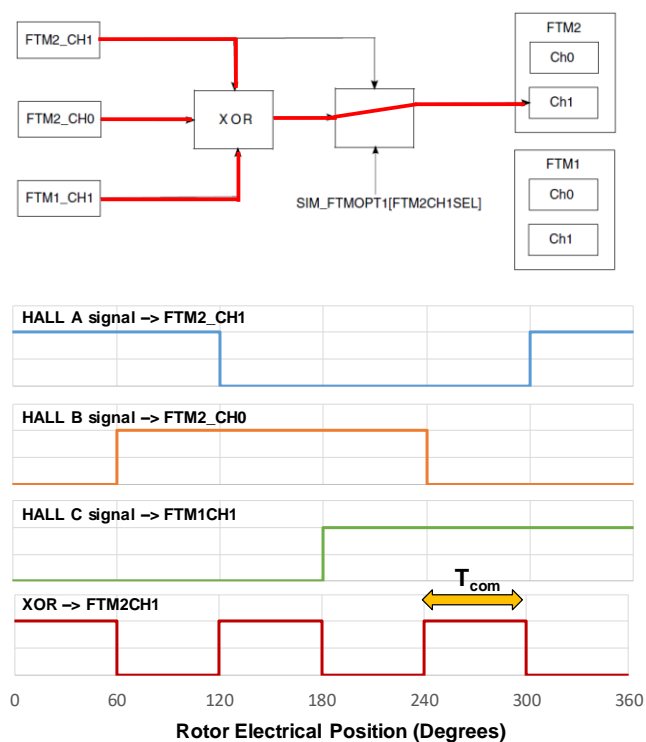 FTM2_CH1
FTM2_CH0
FTM1_CH1
XOR
SIM_FTMOPT1[FTM2CH1SEL]
FTM2
Ch0
Ch1
FTM1
Ch0
Ch1
HALL A signal –> FTM2_CH1
HALL B signal –> FTM2_CH0
HALL C signal –> FTM1CH1
Tcom
XOR –> FTM2CH1
0 60 120 180 240 300 360
Rotor Electrical Position (Degrees)